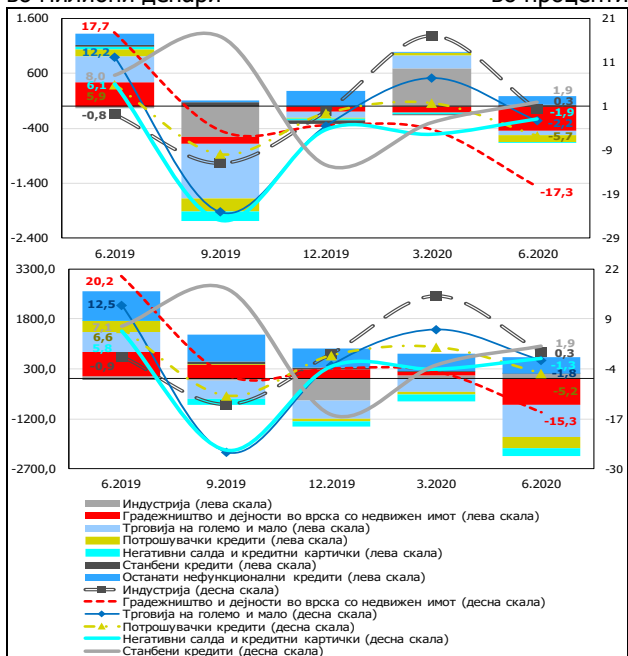 во милиони денари во проценти
1.600 21
17,7
12,2
600 11
8,0 1,9
6,1 0,3
5,9
-0,8 1
-1,9
-2,2
-400 -5,7
-9
-1.400 -17,3
-19
-2.400 -29
6.2019 9.2019 12.2019 3.2020 6.2020
3300,0 22
20,2
12,5
1800,0 9
7,1
6,6 1,9
0,3
300,0 -4
-1,3
-1,8
-5,2
-1200,0 -15,3
-17
-2700,0 -30
6.2019 9.2019 12.2019 3.2020 6.2020
Индустрија (лева скала)
Градежништво и дејности во врска со недвижен имот (лева скала)
Трговија на големо и мало (лева скала)
Потрошувачки кредити (лева скала)
Негативни салда и кредитни картички (лева скала)
Станбени кредити (лева скала)
Останати нефункционални кредити (лева скала)
Индустрија (десна скала)
Градежништво и дејности во врска со недвижен имот (десна скала)
Трговија на големо и мало (десна скала)
Потрошувачки кредити (десна скала)
Негативни салда и кредитни картички (десна скала)
Станбени кредити (десна скала)